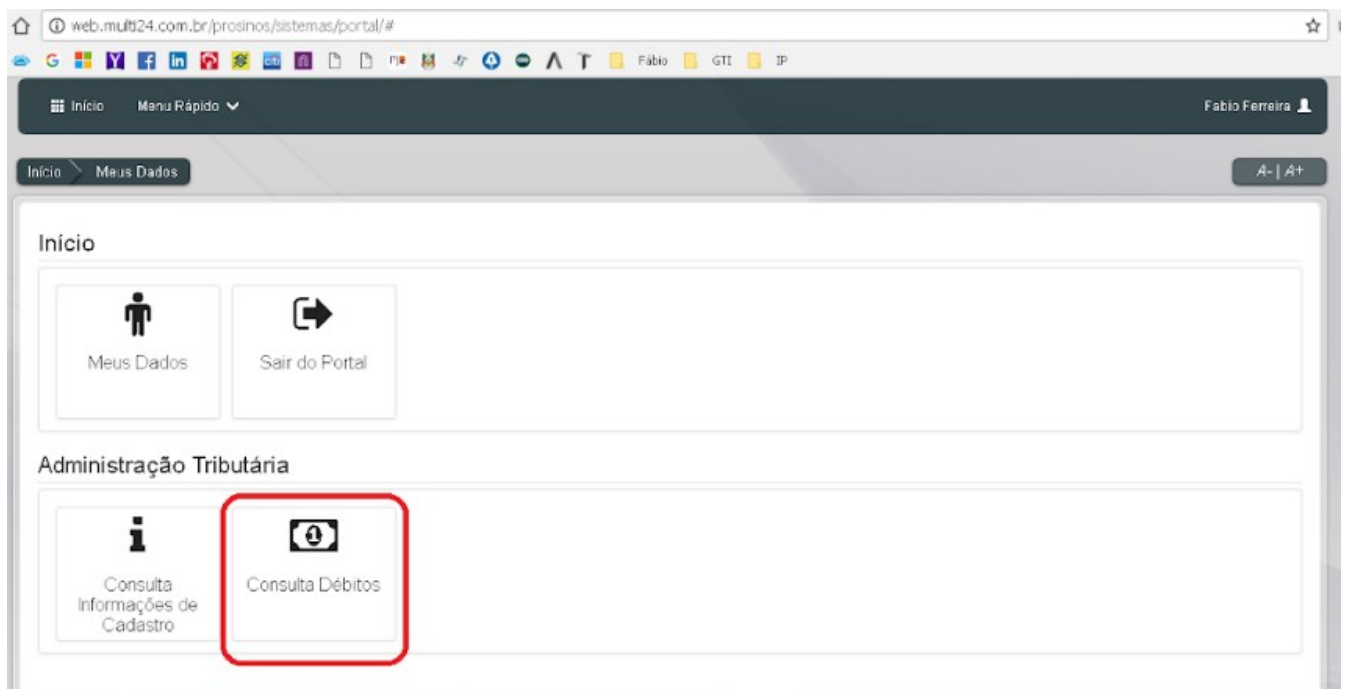 web.multi24.com.br/prosinos/sistemas/portal/#
Fábio GTI IP
Início Menu Rápido Fabio Ferreira
Início Meus Dados A- | A+
Início
Meus Dados Sair do Portal
Administração Tributária
Consulta Informações de Cadastro
Consulta Débitos